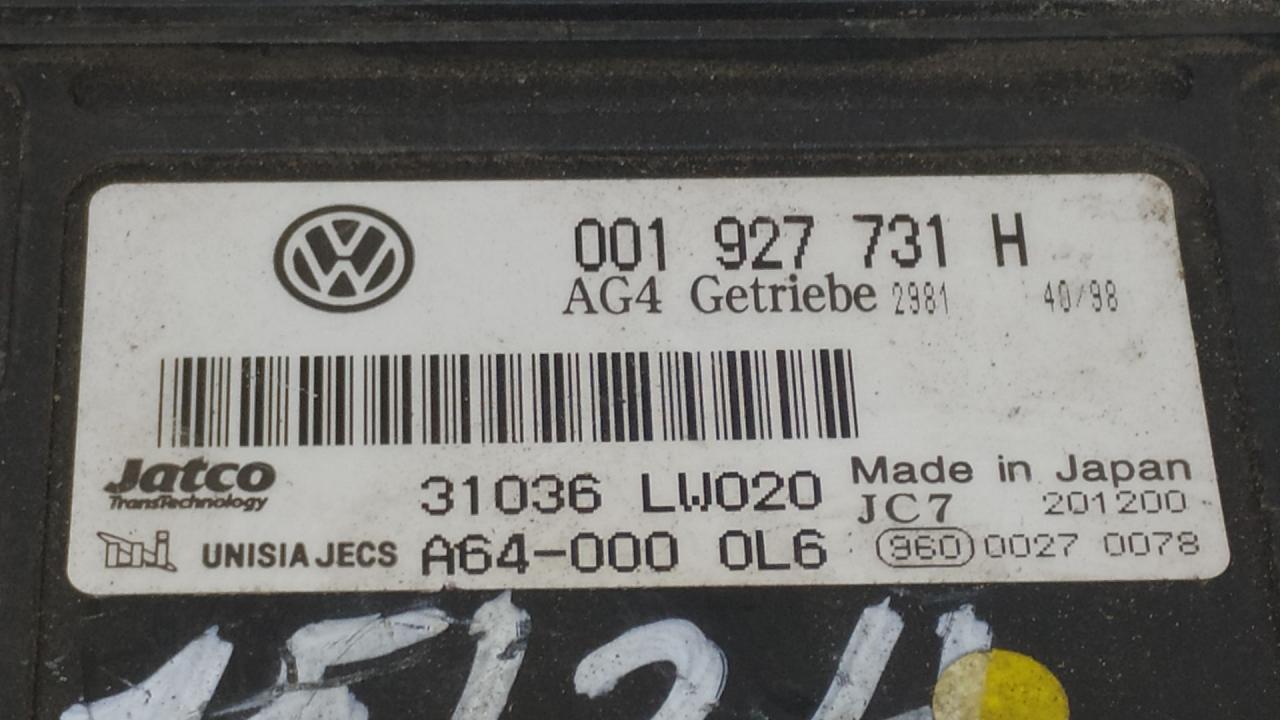 001 927 731 H
AG4 Getriebe 2981 40/98
Jatco
TransTechnology
31036 LW020
Made in Japan
JC7 201200
UNISIA JECS
A64-000 0L6
960 0027 0078